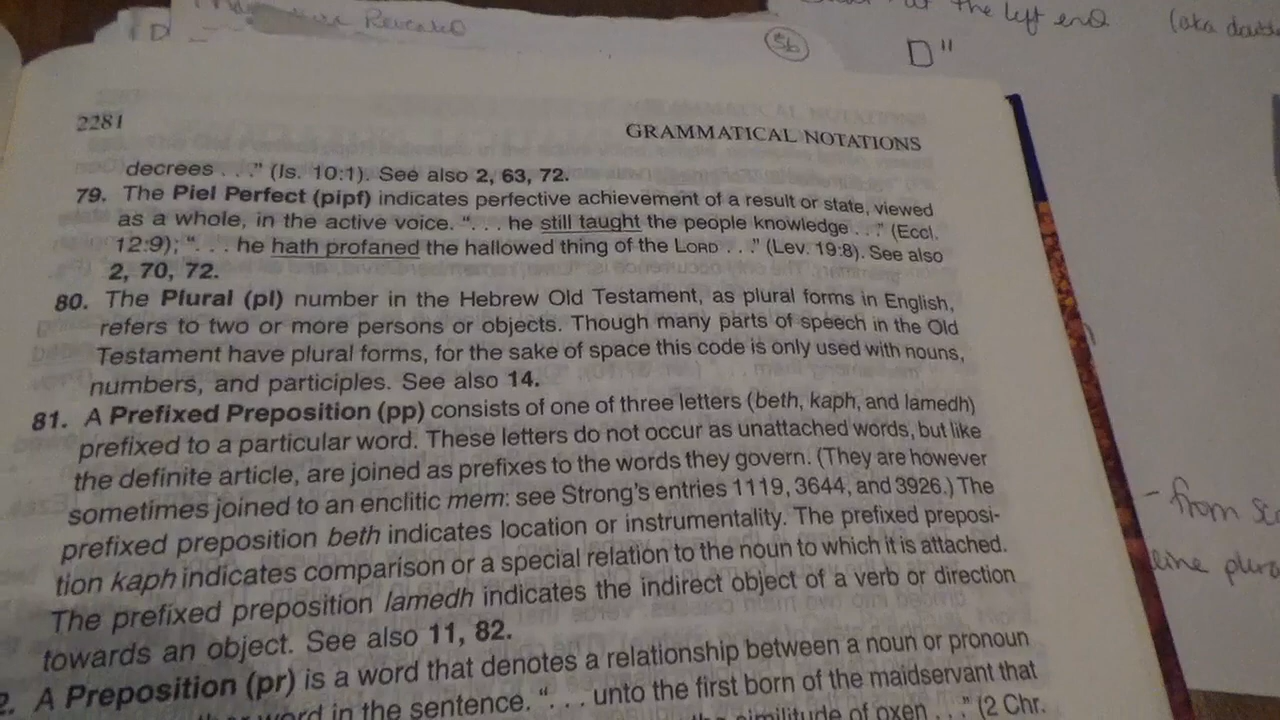 Revealed
D
56
at the left end
(aka
D"
2281
GRAMMATICAL NOTATIONS
decrees . . ." (Is. 10:1). See also 2, 63, 72.
79. The Piel Perfect (pipf) indicates perfective achievement of a result or state, viewed
as a whole, in the active voice. ". . . he still taught the people knowledge . . ." (Eccl.
12:9); ". . . he hath profaned the hallowed thing of the LORD . . ." (Lev. 19:8). See also
2, 70, 72.
80. The Plural (pl) number in the Hebrew Old Testament, as plural forms in English,
refers to two or more persons or objects. Though many parts of speech in the Old
Testament have plural forms, for the sake of space this code is only used with nouns,
numbers, and participles. See also 14.
81. A Prefixed Preposition (pp) consists of one of three letters (beth, kaph, and lamedh)
prefixed to a particular word. These letters do not occur as unattached words, but like
the definite article, are joined as prefixes to the words they govern. (They are however
sometimes joined to an enclitic mem: see Strong's entries 1119, 3644, and 3926.) The
prefixed preposition beth indicates location or instrumentality. The prefixed preposi-
tion kaph indicates comparison or a special relation to the noun to which it is attached.
The prefixed preposition lamedh indicates the indirect object of a verb or direction
towards an object. See also 11, 82.
2. A Preposition (pr) is a word that denotes a relationship between a noun or pronoun
word in the sentence. ". . . unto the first born of the maidservant that
similitude of oxen . . ." (2 Chr.
- from